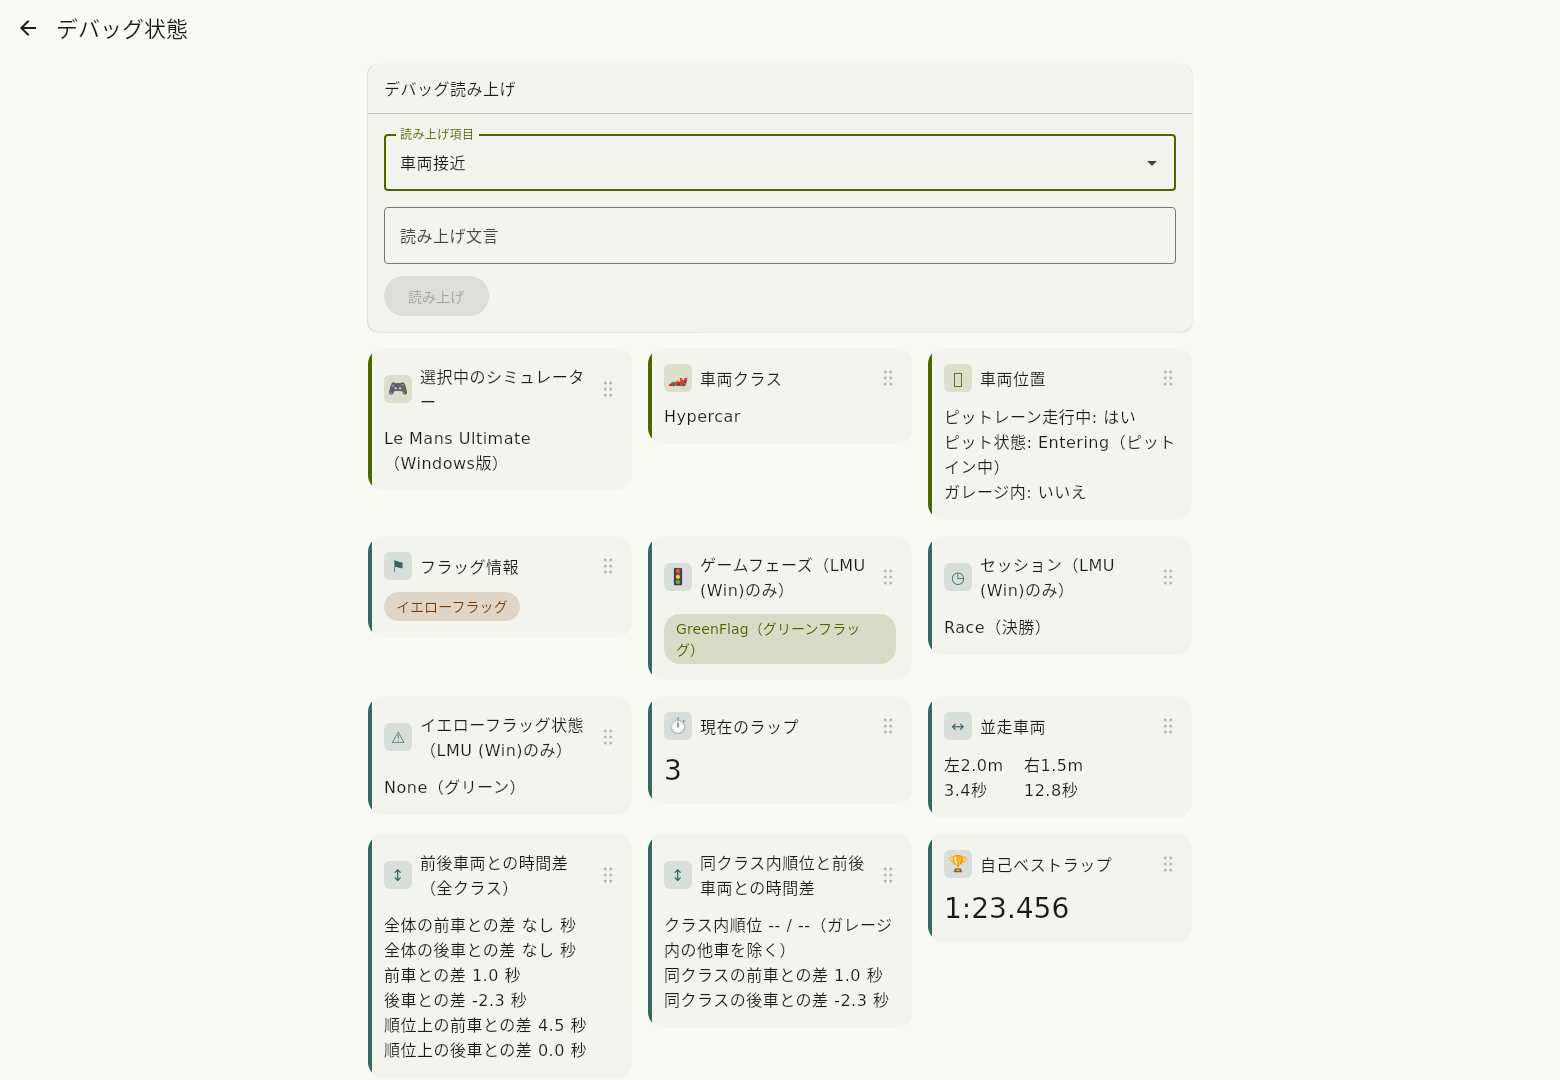 デバッグ状態
デバッグ読み上げ
読み上げ項目
車両接近
読み上げ文言
読み上げ
選択中のシミュレータ
ー
Le Mans Ultimate
（Windows版）
車両クラス
Hypercar
車両位置
ピットレーン走行中: はい
ピット状態: Entering（ピット
イン中）
ガレージ内: いいえ
フラッグ情報
イエローフラッグ
ゲームフェーズ（LMU
(Win)のみ）
GreenFlag（グリーンフラッ
グ）
セッション（LMU
(Win)のみ）
Race（決勝）
イエローフラッグ状態
（LMU (Win)のみ）
None（グリーン）
現在のラップ
3
並走車両
左2.0m 右1.5m
3.4秒 12.8秒
前後車両との時間差
（全クラス）
全体の前車との差 なし 秒
全体の後車との差 なし 秒
前車との差 1.0 秒
後車との差 -2.3 秒
順位上の前車との差 4.5 秒
順位上の後車との差 0.0 秒
同クラス内順位と前後
車両との時間差
クラス内順位 -- / --（ガレージ
内の他車を除く）
同クラスの前車との差 1.0 秒
同クラスの後車との差 -2.3 秒
自己ベストラップ
1:23.456